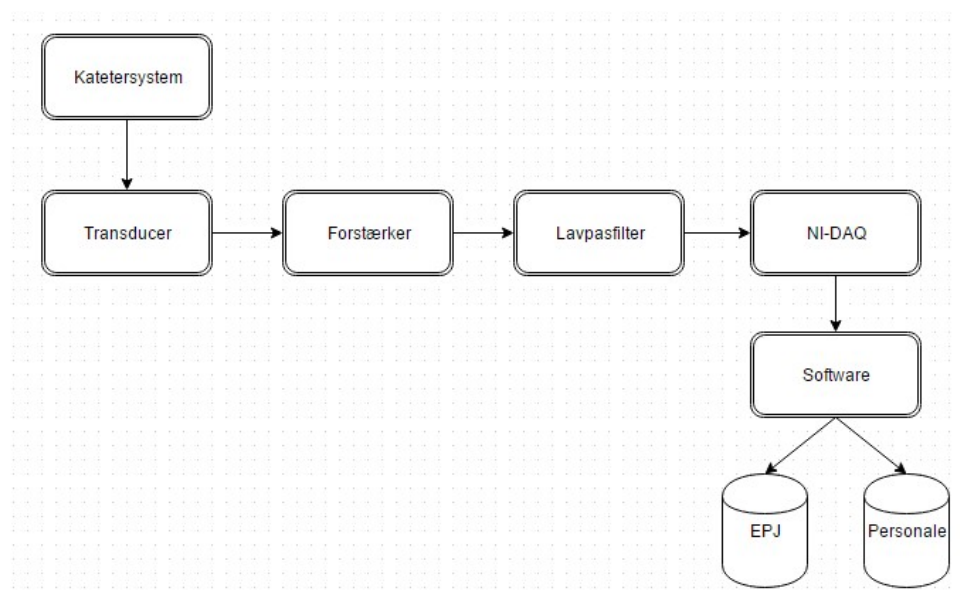 Katetersystem
Transducer
Forstærker
Lavpasfilter
NI-DAQ
Software
EPJ
Personale